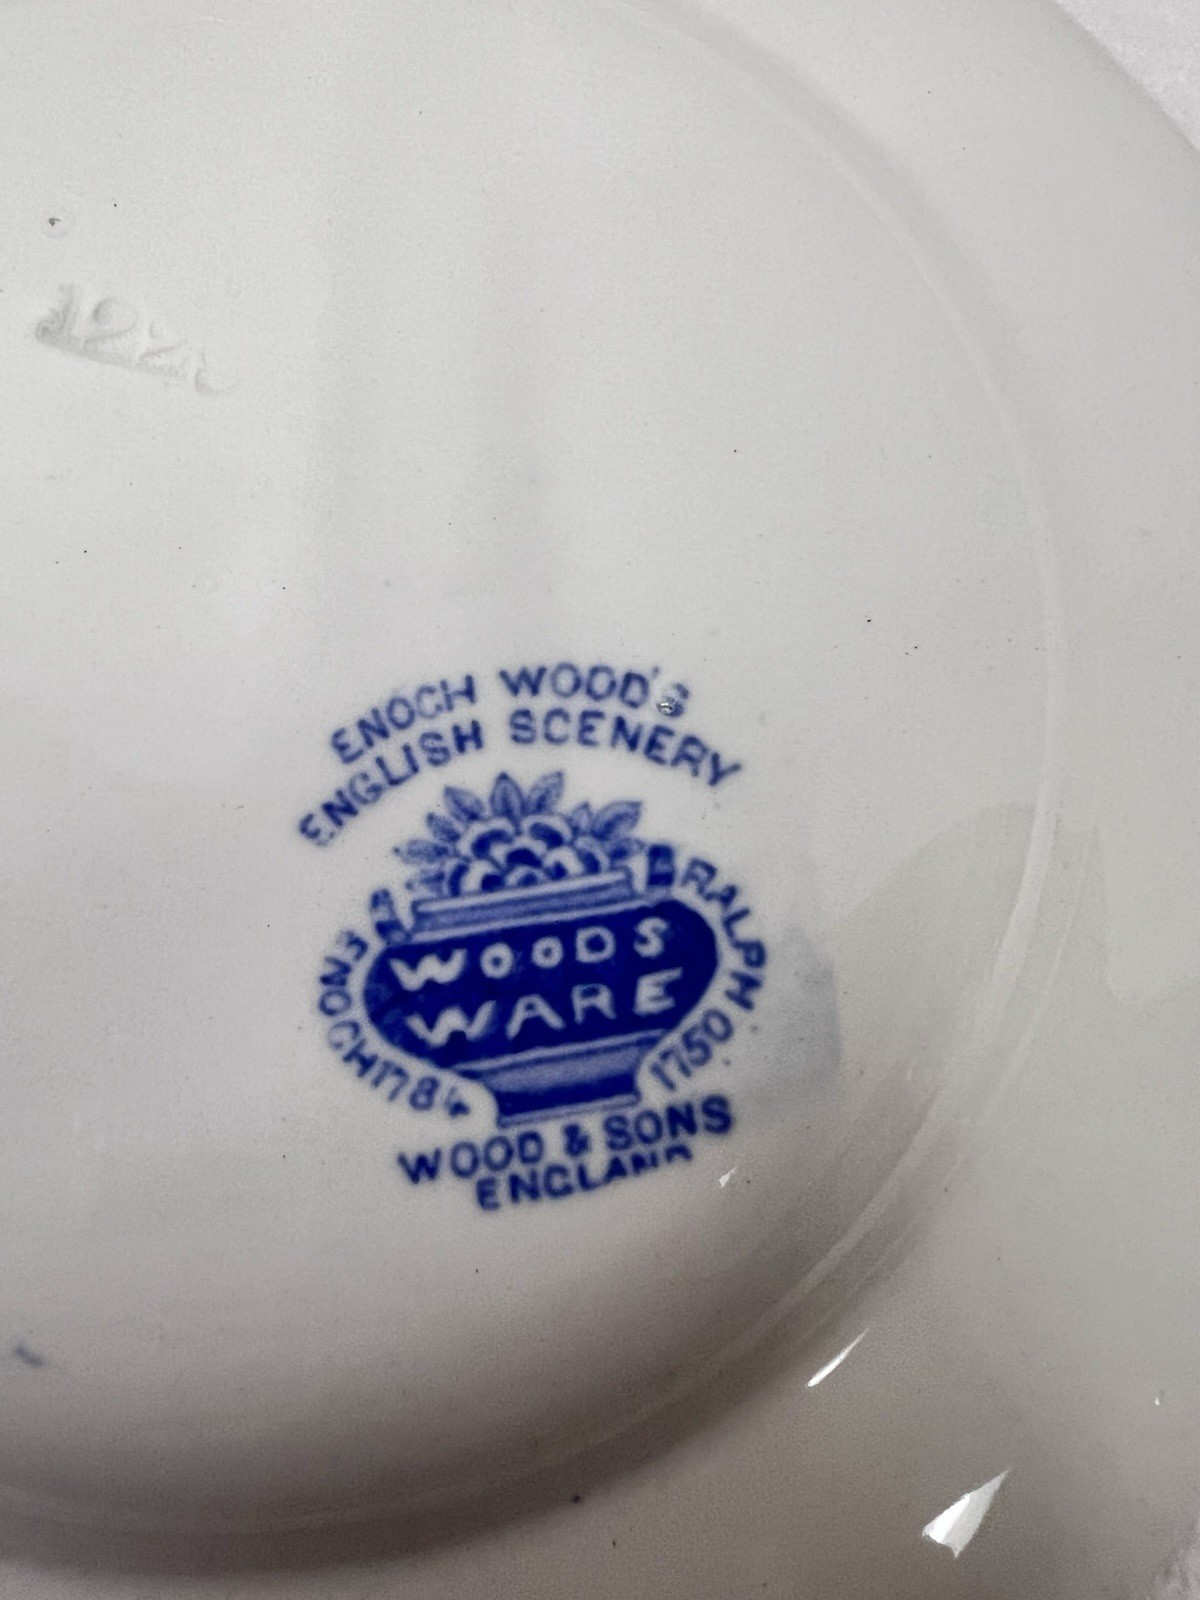 ENOCH WOOD'S
ENGLISH SCENERY
WOODS
WARE
ENOCH 1784
RALPH 1750
WOOD & SONS
ENGLAND